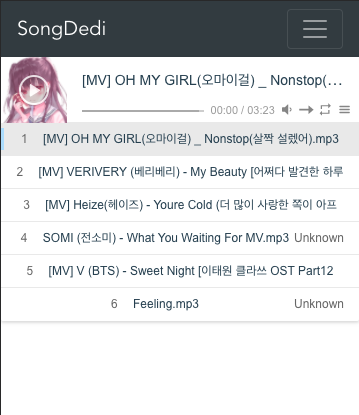 SongDedi
[MV] OH MY GIRL(오마이걸) _ Nonstop(...
00:00 / 03:23
1 [MV] OH MY GIRL(오마이걸) _ Nonstop(살짝 설렜어).mp3
2 [MV] VERIVERY (베리베리) - My Beauty [어쩌다 발견한 하루
3 [MV] Heize(헤이즈) - Youre Cold (더 많이 사랑한 쪽이 아프
4 SOMI (전소미) - What You Waiting For MV.mp3 Unknown
5 [MV] V (BTS) - Sweet Night [이태원 클라쓰 OST Part12
6 Feeling.mp3 Unknown